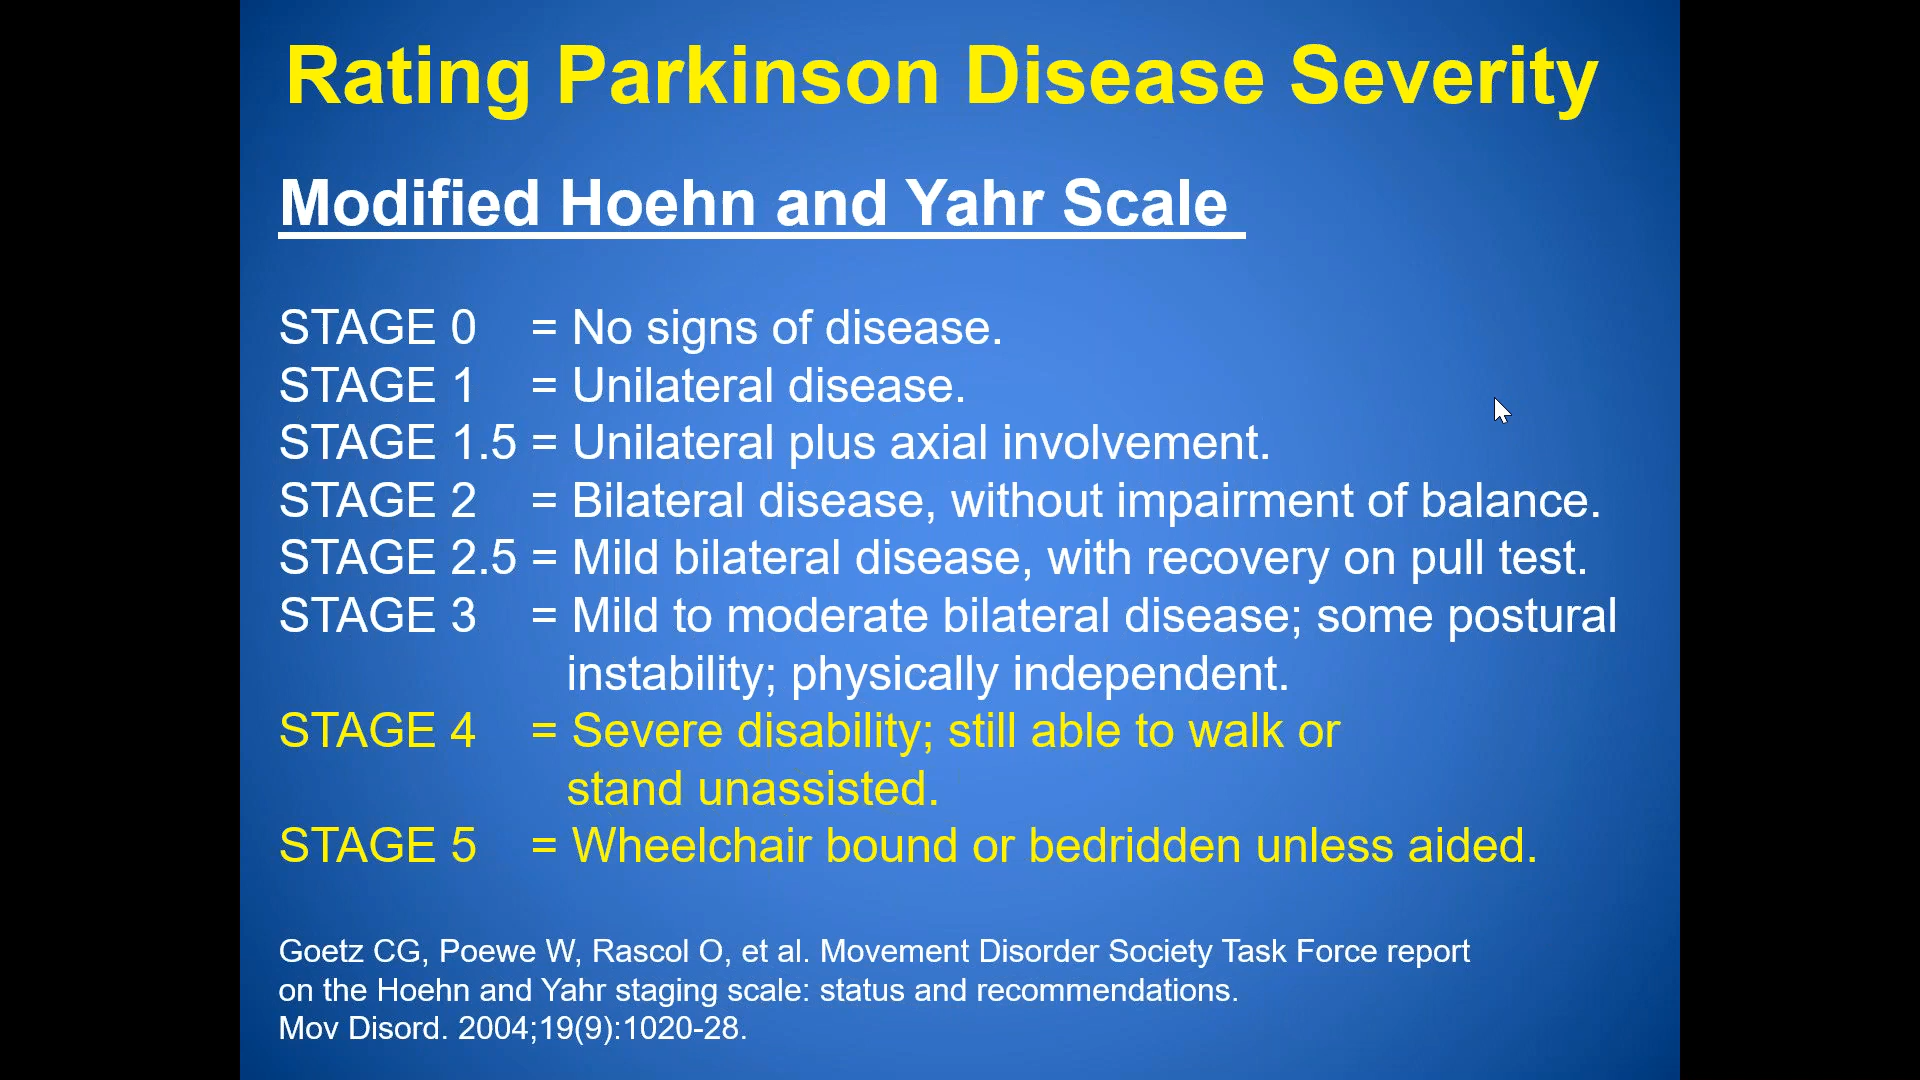 Rating Parkinson Disease Severity
Modified Hoehn and Yahr Scale
STAGE 0 = No signs of disease.
STAGE 1 = Unilateral disease.
STAGE 1.5 = Unilateral plus axial involvement.
STAGE 2 = Bilateral disease, without impairment of balance.
STAGE 2.5 = Mild bilateral disease, with recovery on pull test.
STAGE 3 = Mild to moderate bilateral disease; some postural
instability; physically independent.
STAGE 4 = Severe disability; still able to walk or
stand unassisted.
STAGE 5 = Wheelchair bound or bedridden unless aided.
Goetz CG, Poewe W, Rascol O, et al. Movement Disorder Society Task Force report
on the Hoehn and Yahr staging scale: status and recommendations.
Mov Disord. 2004;19(9):1020-28.